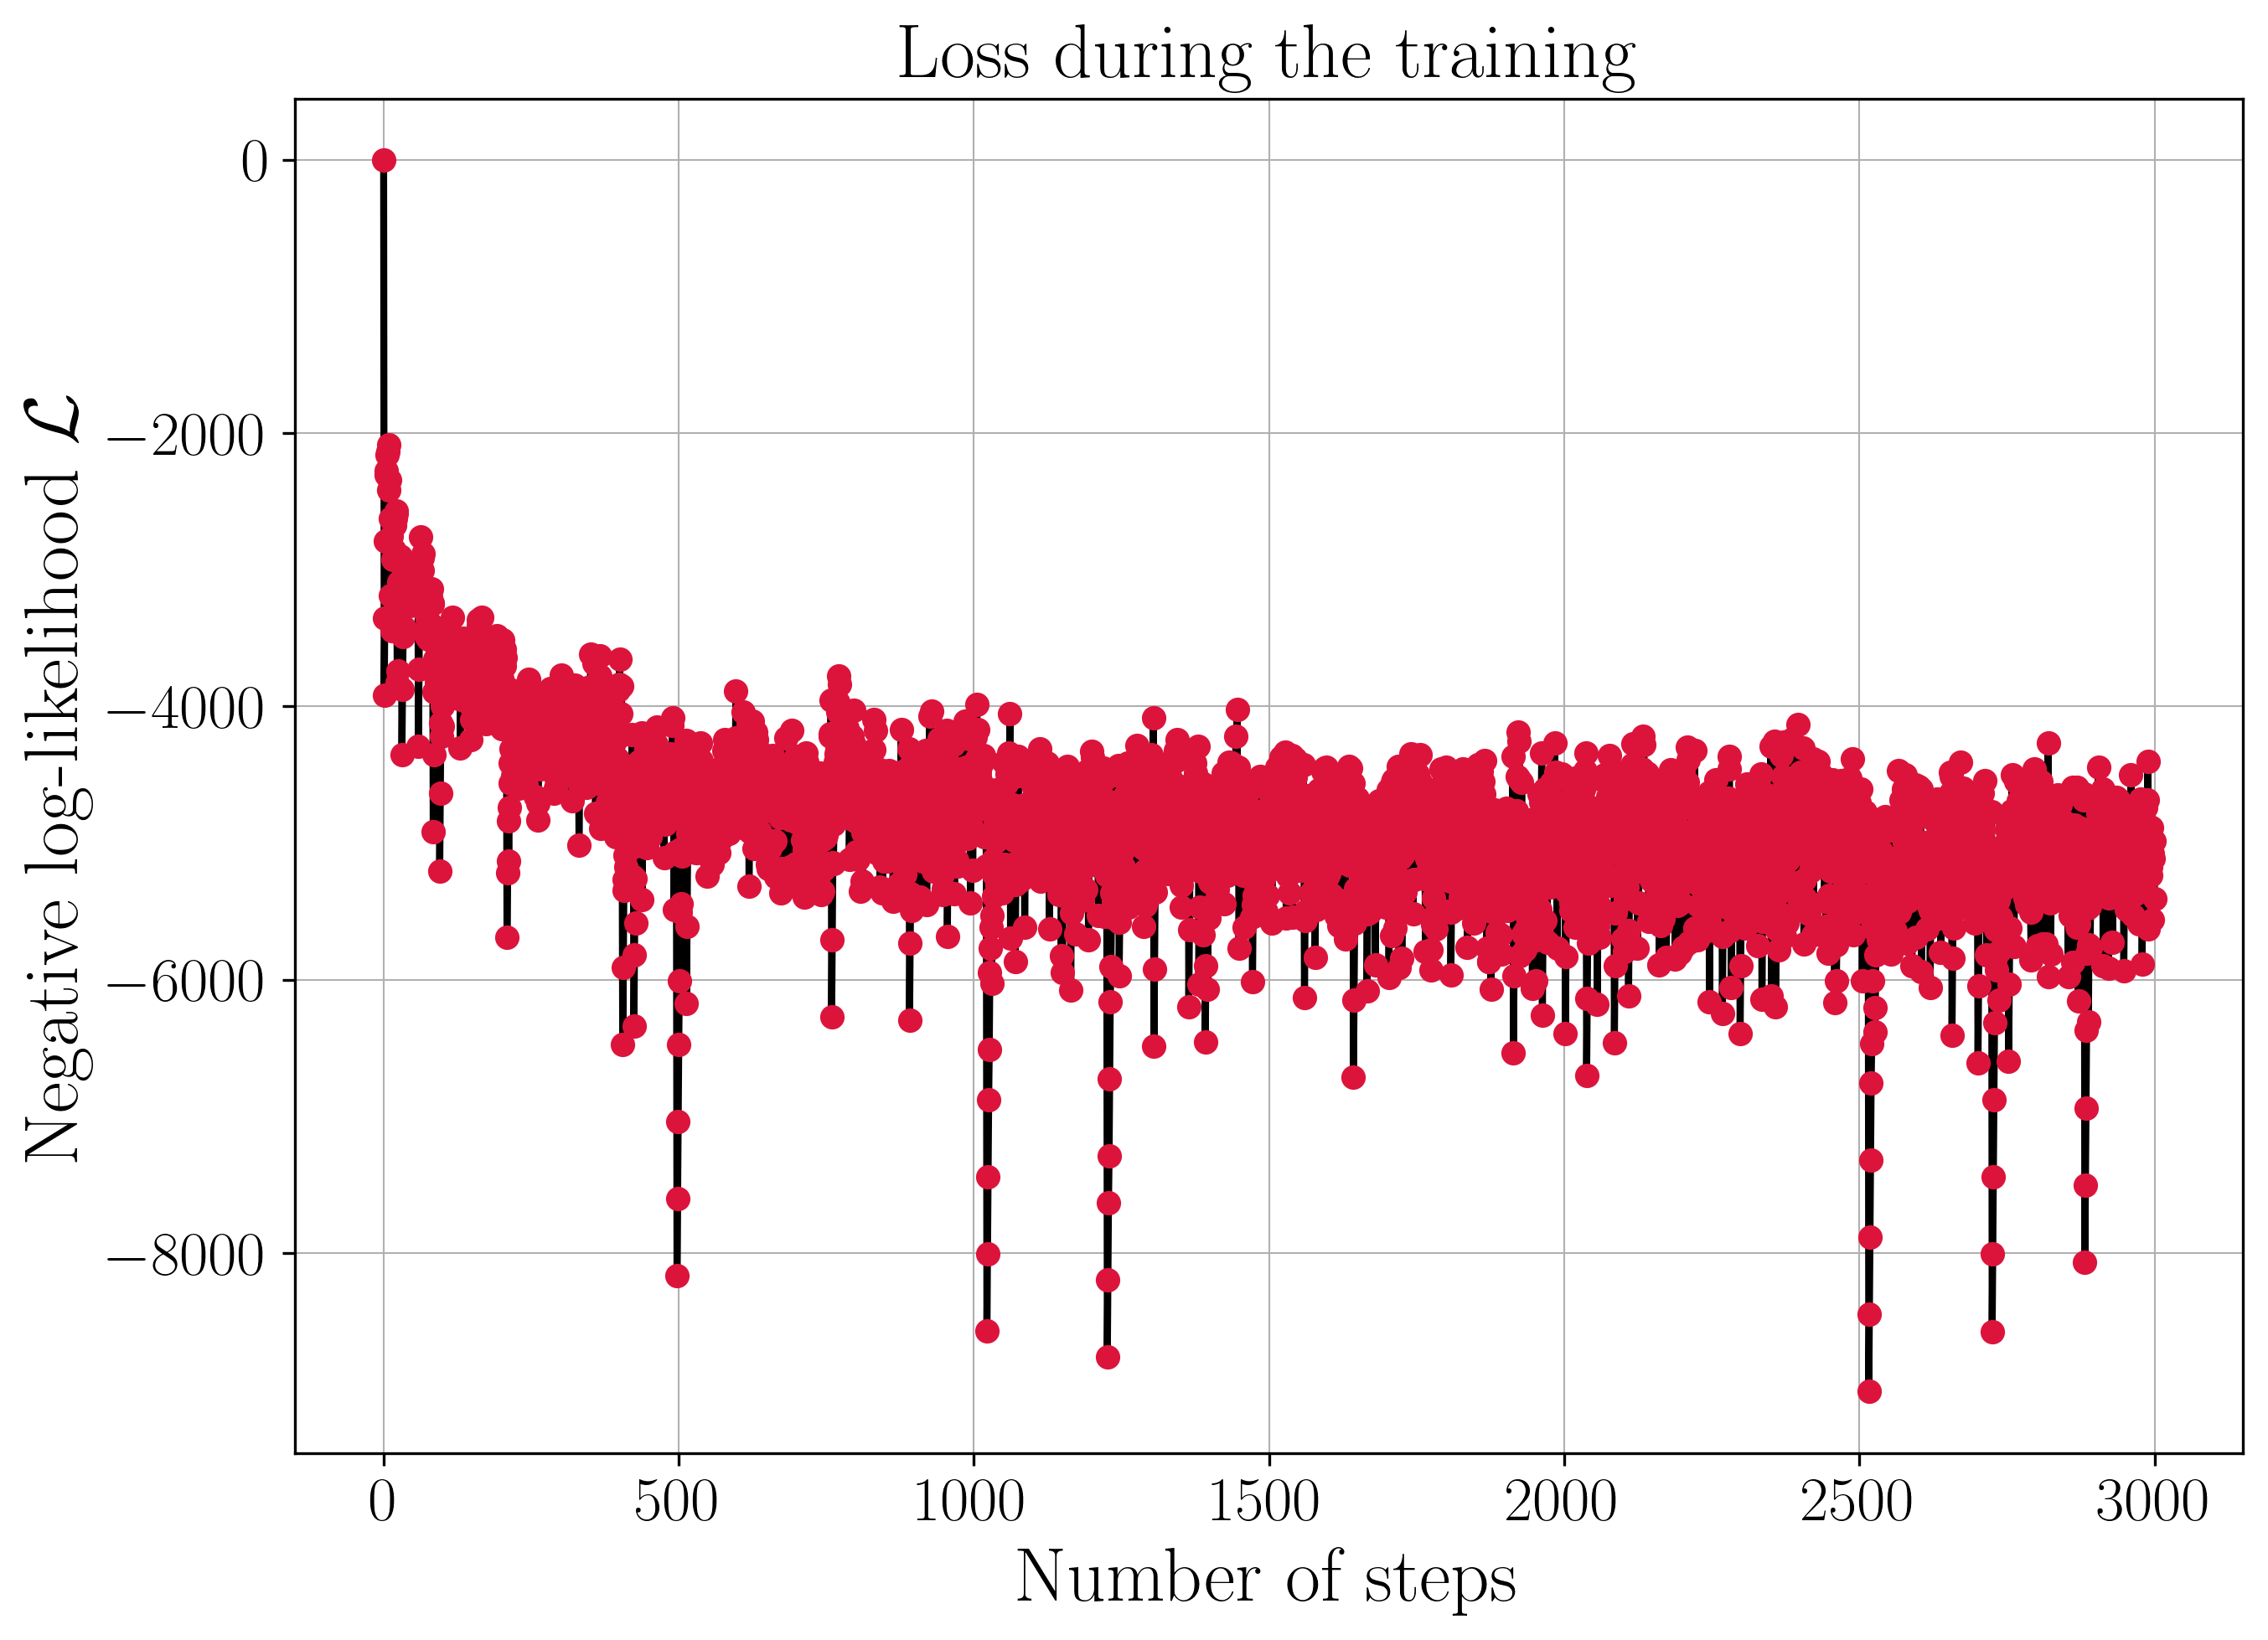 Loss during the training
Negative log-likelihood ℒ
0
−2000
−4000
−6000
−8000
0 500 1000 1500 2000 2500 3000
Number of steps